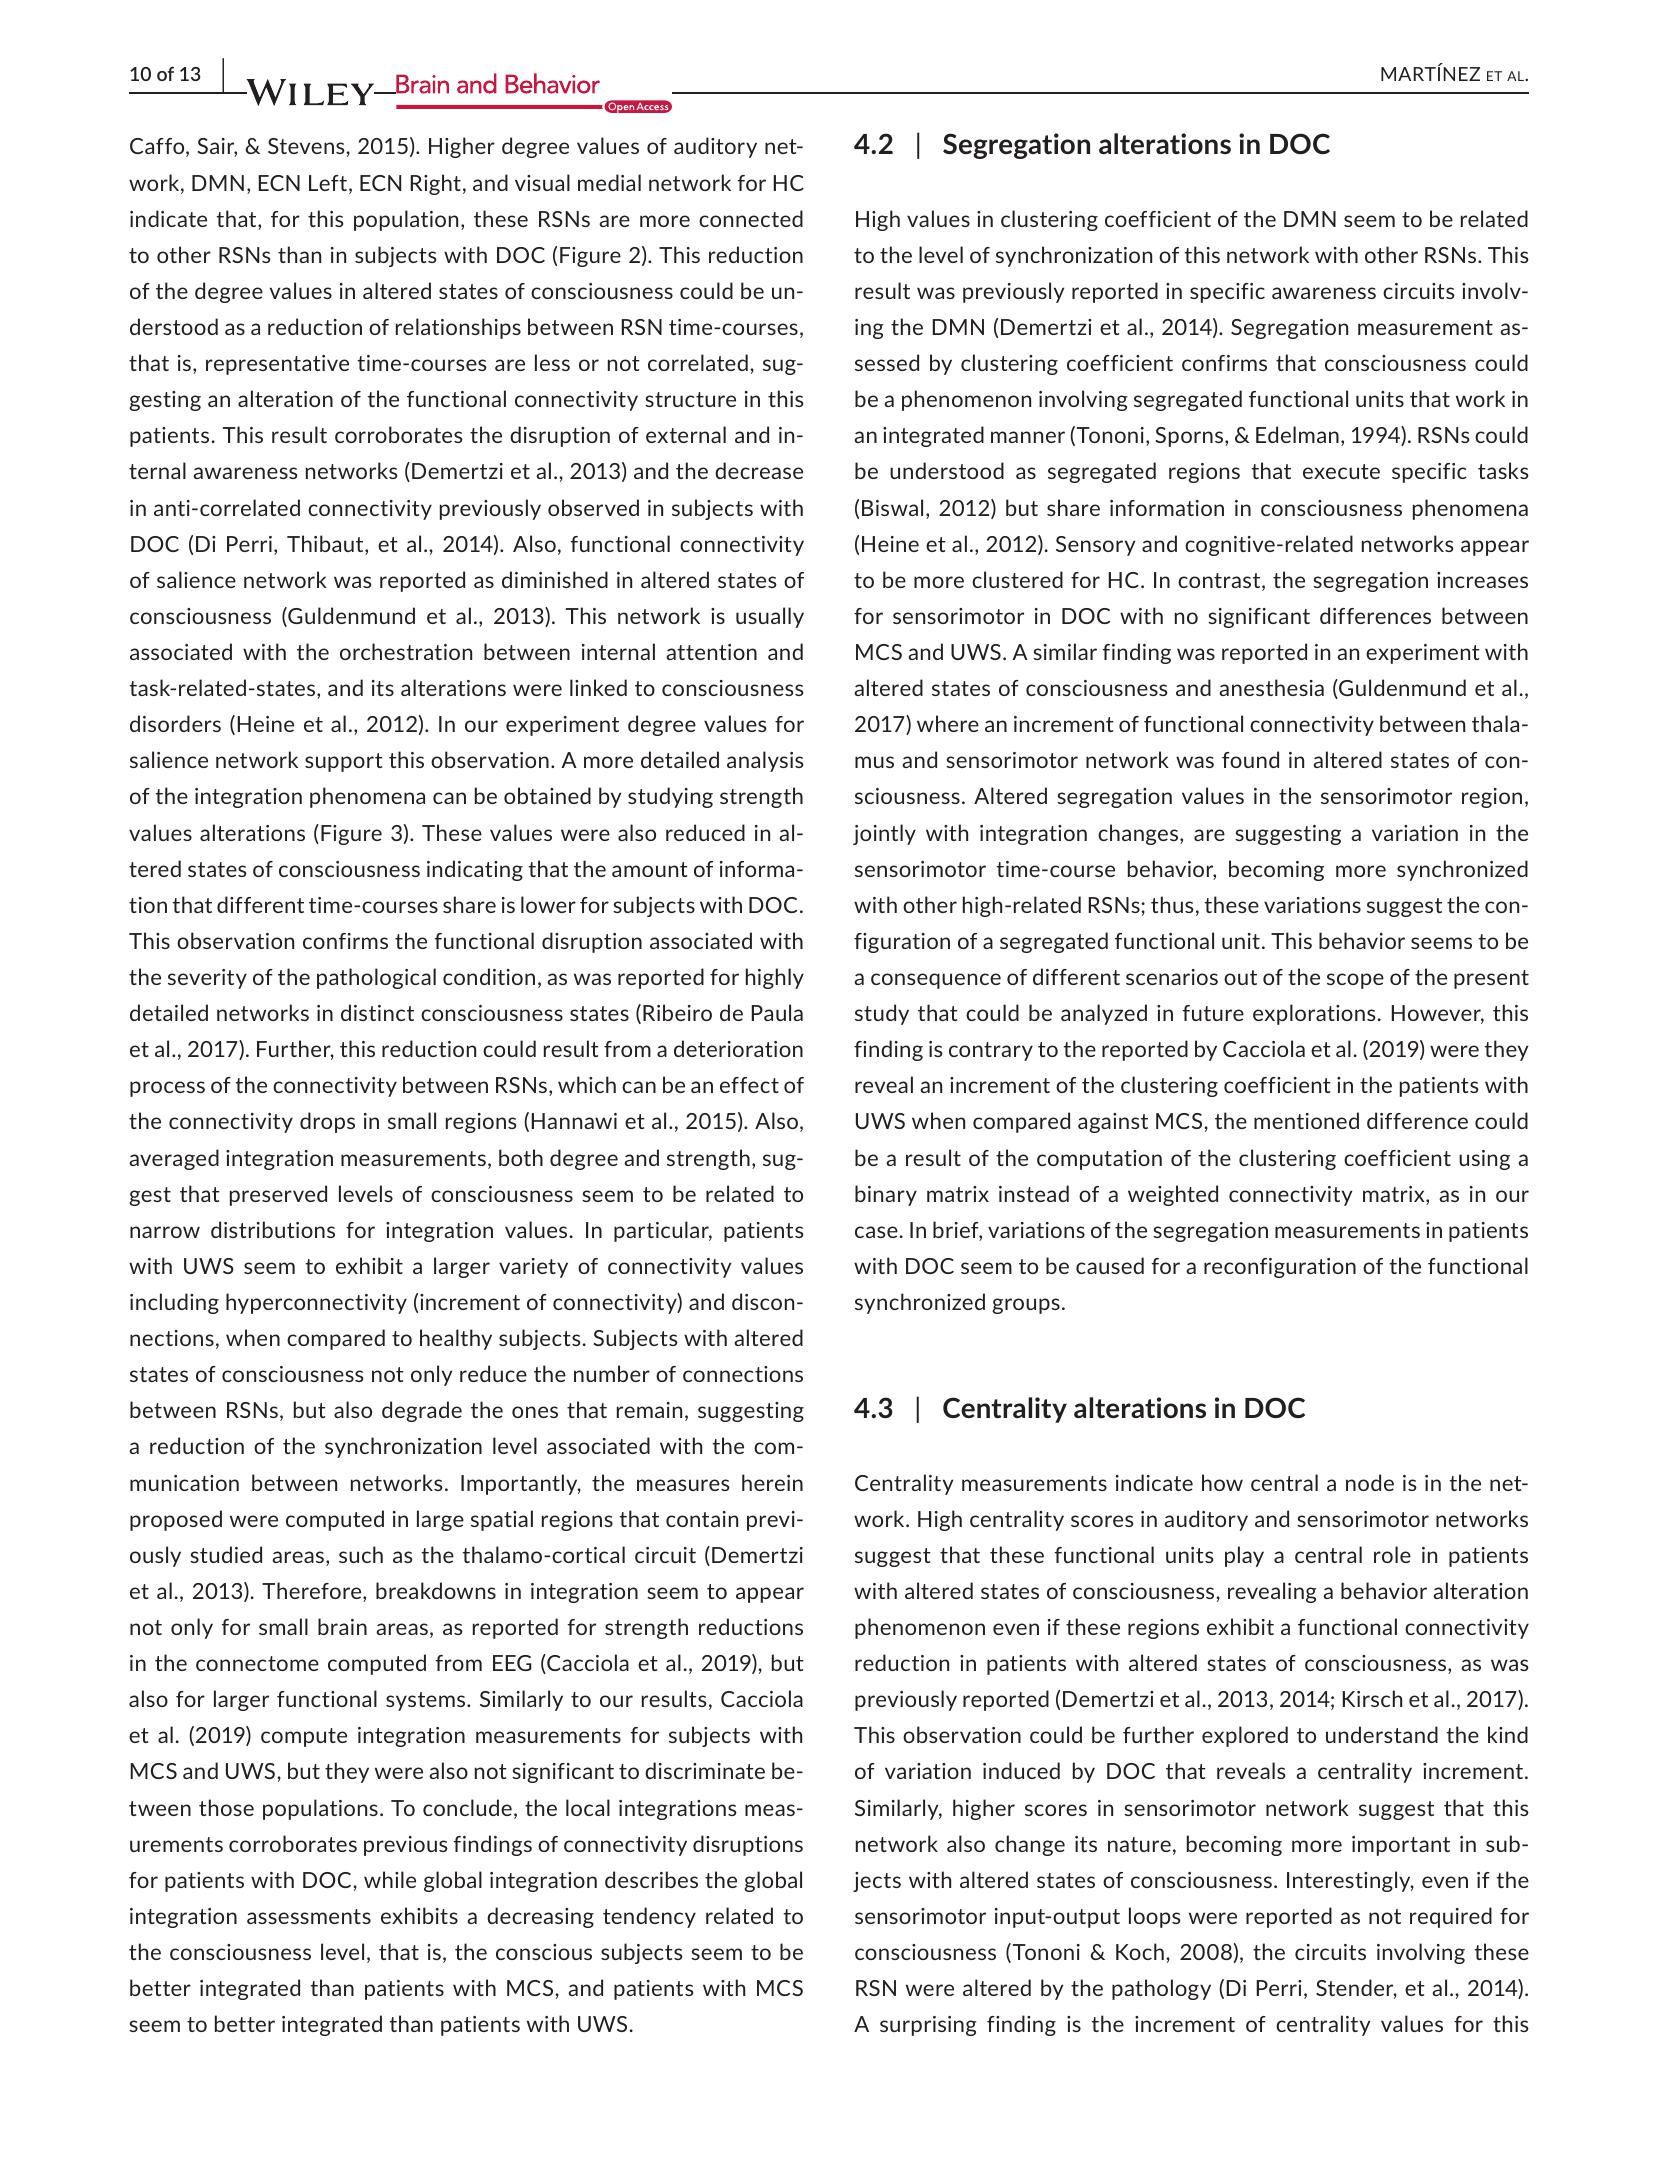 10 of 13
WILEY
Brain and Behavior
Open Access
MARTÍNEZ ET AL.
Caffo, Sair, & Stevens, 2015). Higher degree values of auditory net-
work, DMN, ECN Left, ECN Right, and visual medial network for HC
indicate that, for this population, these RSNs are more connected
to other RSNs than in subjects with DOC (Figure 2). This reduction
of the degree values in altered states of consciousness could be un-
derstood as a reduction of relationships between RSN time-courses,
that is, representative time-courses are less or not correlated, sug-
gesting an alteration of the functional connectivity structure in this
patients. This result corroborates the disruption of external and in-
ternal awareness networks (Demertzi et al., 2013) and the decrease
in anti-correlated connectivity previously observed in subjects with
DOC (Di Perri, Thibaut, et al., 2014). Also, functional connectivity
of salience network was reported as diminished in altered states of
consciousness (Guldenmund et al., 2013). This network is usually
associated with the orchestration between internal attention and
task-related-states, and its alterations were linked to consciousness
disorders (Heine et al., 2012). In our experiment degree values for
salience network support this observation. A more detailed analysis
of the integration phenomena can be obtained by studying strength
values alterations (Figure 3). These values were also reduced in al-
tered states of consciousness indicating that the amount of informa-
tion that different time-courses share is lower for subjects with DOC.
This observation confirms the functional disruption associated with
the severity of the pathological condition, as was reported for highly
detailed networks in distinct consciousness states (Ribeiro de Paula
et al., 2017). Further, this reduction could result from a deterioration
process of the connectivity between RSNs, which can be an effect of
the connectivity drops in small regions (Hannawi et al., 2015). Also,
averaged integration measurements, both degree and strength, sug-
gest that preserved levels of consciousness seem to be related to
narrow distributions for integration values. In particular, patients
with UWS seem to exhibit a larger variety of connectivity values
including hyperconnectivity (increment of connectivity) and discon-
nections, when compared to healthy subjects. Subjects with altered
states of consciousness not only reduce the number of connections
between RSNs, but also degrade the ones that remain, suggesting
a reduction of the synchronization level associated with the com-
munication between networks. Importantly, the measures herein
proposed were computed in large spatial regions that contain previ-
ously studied areas, such as the thalamo-cortical circuit (Demertzi
et al., 2013). Therefore, breakdowns in integration seem to appear
not only for small brain areas, as reported for strength reductions
in the connectome computed from EEG (Cacciola et al., 2019), but
also for larger functional systems. Similarly to our results, Cacciola
et al. (2019) compute integration measurements for subjects with
MCS and UWS, but they were also not significant to discriminate be-
tween those populations. To conclude, the local integrations meas-
urements corroborates previous findings of connectivity disruptions
for patients with DOC, while global integration describes the global
integration assessments exhibits a decreasing tendency related to
the consciousness level, that is, the conscious subjects seem to be
better integrated than patients with MCS, and patients with MCS
seem to better integrated than patients with UWS.
4.2 | Segregation alterations in DOC
High values in clustering coefficient of the DMN seem to be related
to the level of synchronization of this network with other RSNs. This
result was previously reported in specific awareness circuits involv-
ing the DMN (Demertzi et al., 2014). Segregation measurement as-
sessed by clustering coefficient confirms that consciousness could
be a phenomenon involving segregated functional units that work in
an integrated manner (Tononi, Sporns, & Edelman, 1994). RSNs could
be understood as segregated regions that execute specific tasks
(Biswal, 2012) but share information in consciousness phenomena
(Heine et al., 2012). Sensory and cognitive-related networks appear
to be more clustered for HC. In contrast, the segregation increases
for sensorimotor in DOC with no significant differences between
MCS and UWS. A similar finding was reported in an experiment with
altered states of consciousness and anesthesia (Guldenmund et al.,
2017) where an increment of functional connectivity between thala-
mus and sensorimotor network was found in altered states of con-
sciousness. Altered segregation values in the sensorimotor region,
jointly with integration changes, are suggesting a variation in the
sensorimotor time-course behavior, becoming more synchronized
with other high-related RSNs; thus, these variations suggest the con-
figuration of a segregated functional unit. This behavior seems to be
a consequence of different scenarios out of the scope of the present
study that could be analyzed in future explorations. However, this
finding is contrary to the reported by Cacciola et al. (2019) were they
reveal an increment of the clustering coefficient in the patients with
UWS when compared against MCS, the mentioned difference could
be a result of the computation of the clustering coefficient using a
binary matrix instead of a weighted connectivity matrix, as in our
case. In brief, variations of the segregation measurements in patients
with DOC seem to be caused for a reconfiguration of the functional
synchronized groups.
4.3 | Centrality alterations in DOC
Centrality measurements indicate how central a node is in the net-
work. High centrality scores in auditory and sensorimotor networks
suggest that these functional units play a central role in patients
with altered states of consciousness, revealing a behavior alteration
phenomenon even if these regions exhibit a functional connectivity
reduction in patients with altered states of consciousness, as was
previously reported (Demertzi et al., 2013, 2014; Kirsch et al., 2017).
This observation could be further explored to understand the kind
of variation induced by DOC that reveals a centrality increment.
Similarly, higher scores in sensorimotor network suggest that this
network also change its nature, becoming more important in sub-
jects with altered states of consciousness. Interestingly, even if the
sensorimotor input-output loops were reported as not required for
consciousness (Tononi & Koch, 2008), the circuits involving these
RSN were altered by the pathology (Di Perri, Stender, et al., 2014).
A surprising finding is the increment of centrality values for this